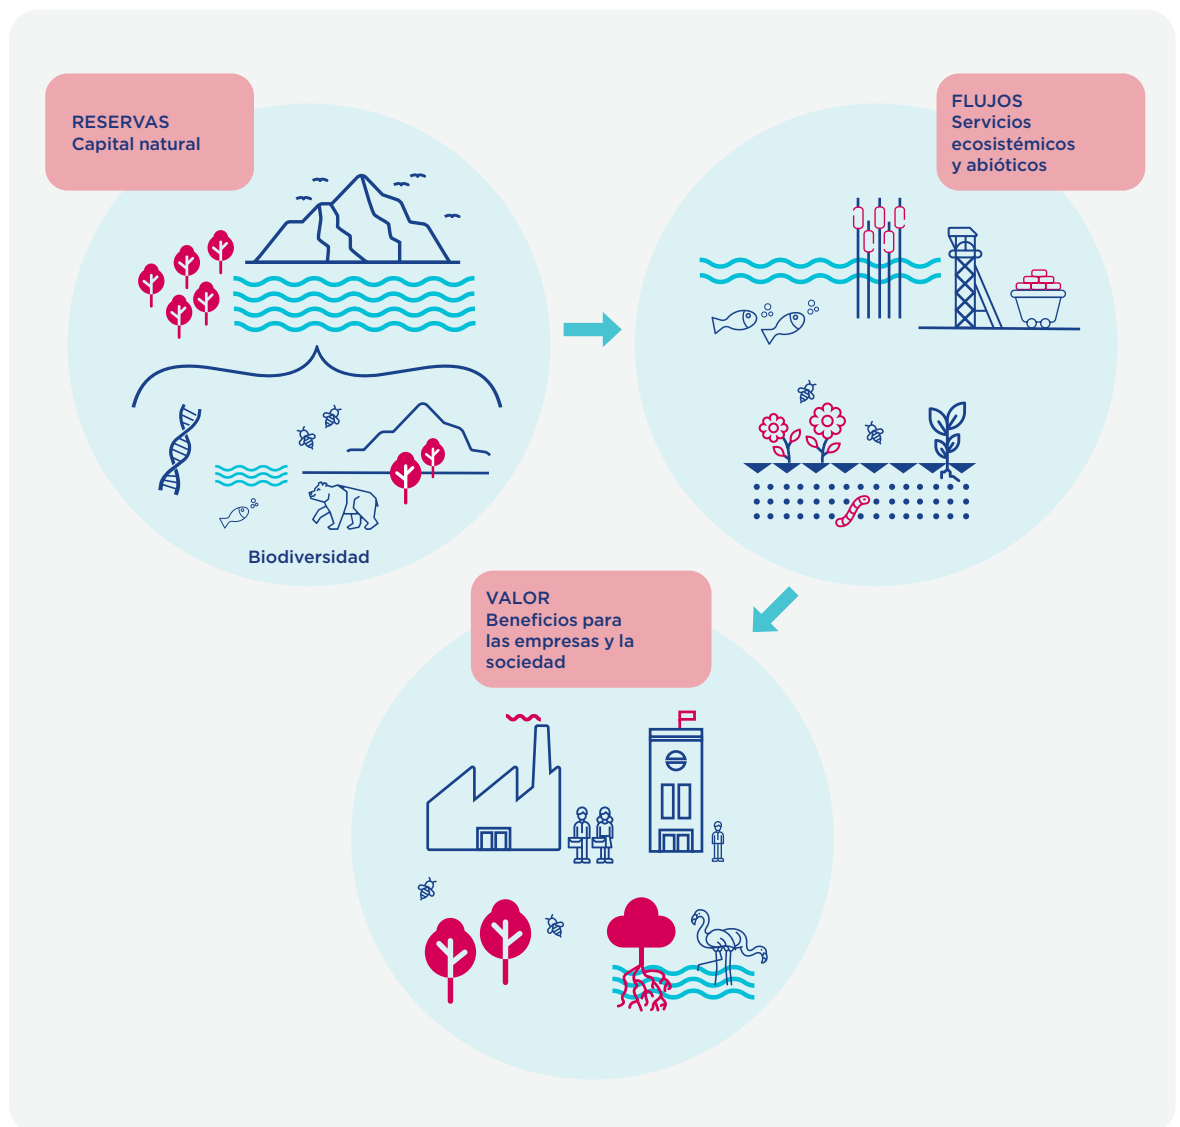 RESERVAS
Capital natural
FLUJOS
Servicios
ecosistémicos
y abióticos
Biodiversidad
VALOR
Beneficios para
las empresas y la
sociedad